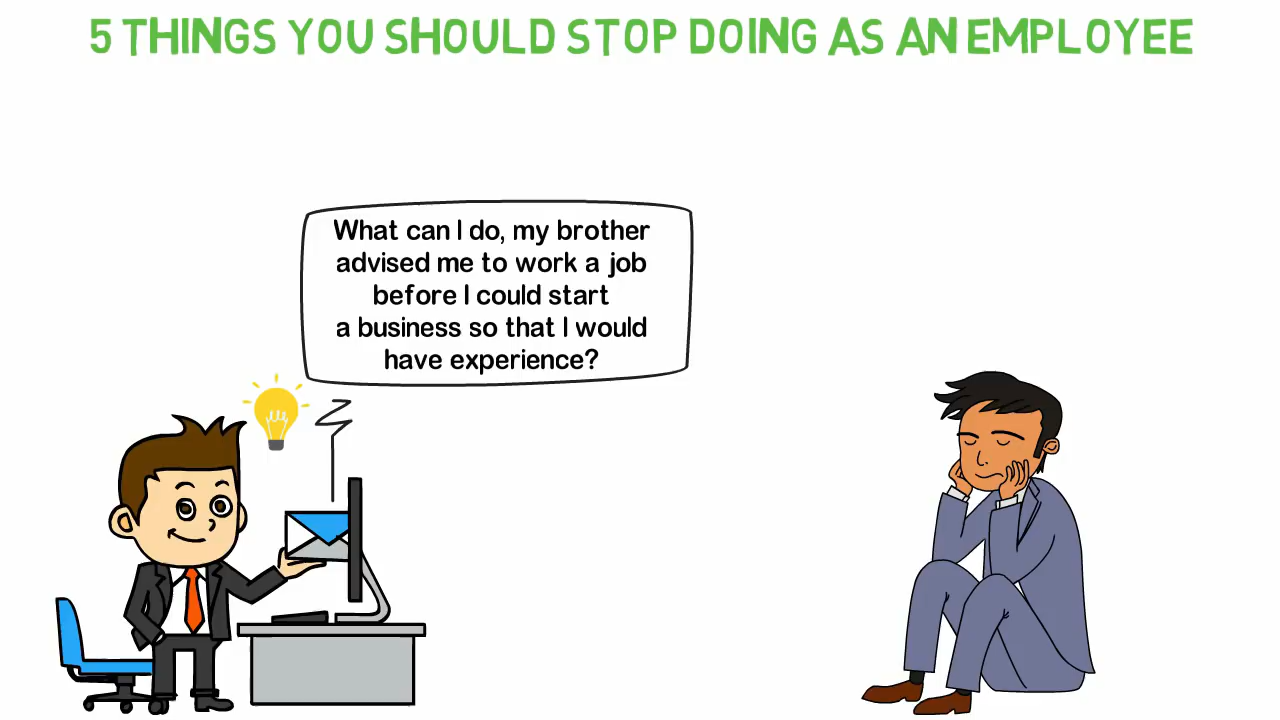 5 THINGS YOU SHOULD STOP DOING AS AN EMPLOYEE
What can I do, my brother
advised me to work a job
before I could start
a business so that I would
have experience?